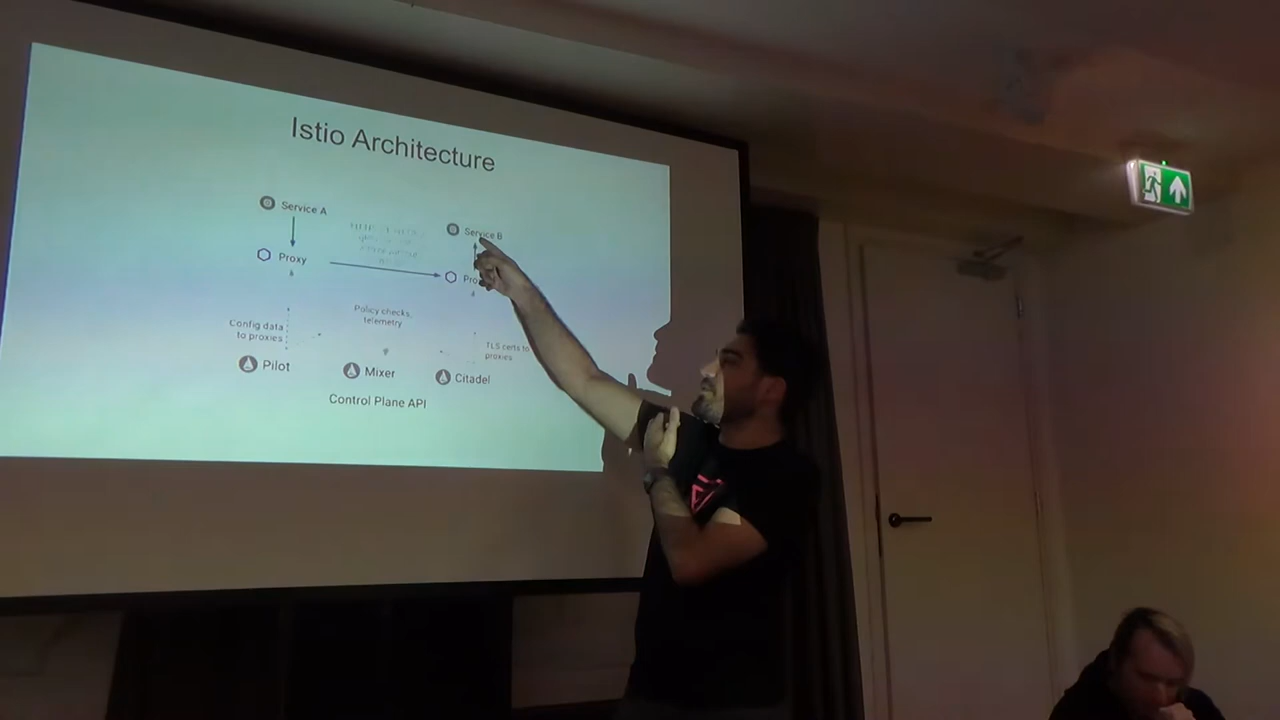 Istio Architecture
Service A
Service B
Proxy
Policy checks,
telemetry
Config data
to proxies
TLS certs to
proxies
Pilot
Mixer
Citadel
Control Plane API